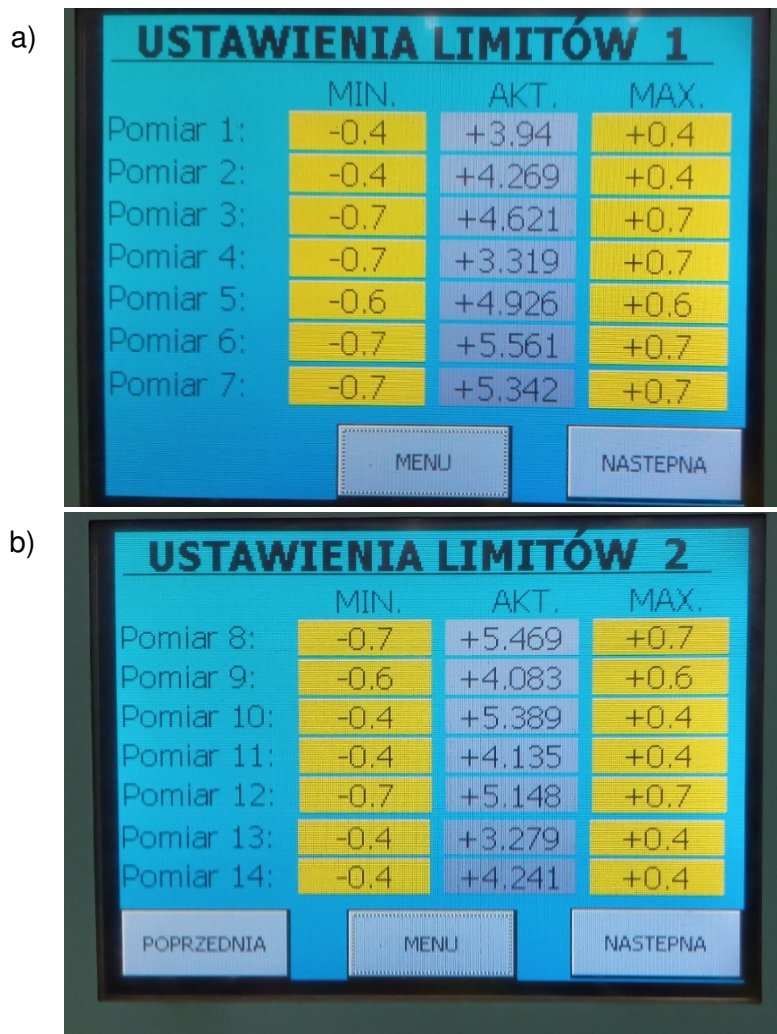 a)
USTAWIENIA LIMITÓW 1
MIN. AKT. MAX.
Pomiar 1: -0.4 +3.94 +0.4
Pomiar 2: -0.4 +4.269 +0.4
Pomiar 3: -0.7 +4.621 +0.7
Pomiar 4: -0.7 +3.319 +0.7
Pomiar 5: -0.6 +4.926 +0.6
Pomiar 6: -0.7 +5.561 +0.7
Pomiar 7: -0.7 +5.342 +0.7
MENU NASTEPNA
b)
USTAWIENIA LIMITÓW 2
MIN. AKT. MAX.
Pomiar 8: -0.7 +5.469 +0.7
Pomiar 9: -0.6 +4.083 +0.6
Pomiar 10: -0.4 +5.389 +0.4
Pomiar 11: -0.4 +4.135 +0.4
Pomiar 12: -0.7 +5.148 +0.7
Pomiar 13: -0.4 +3.279 +0.4
Pomiar 14: -0.4 +4.241 +0.4
POPRZEDNIA MENU NASTEPNA